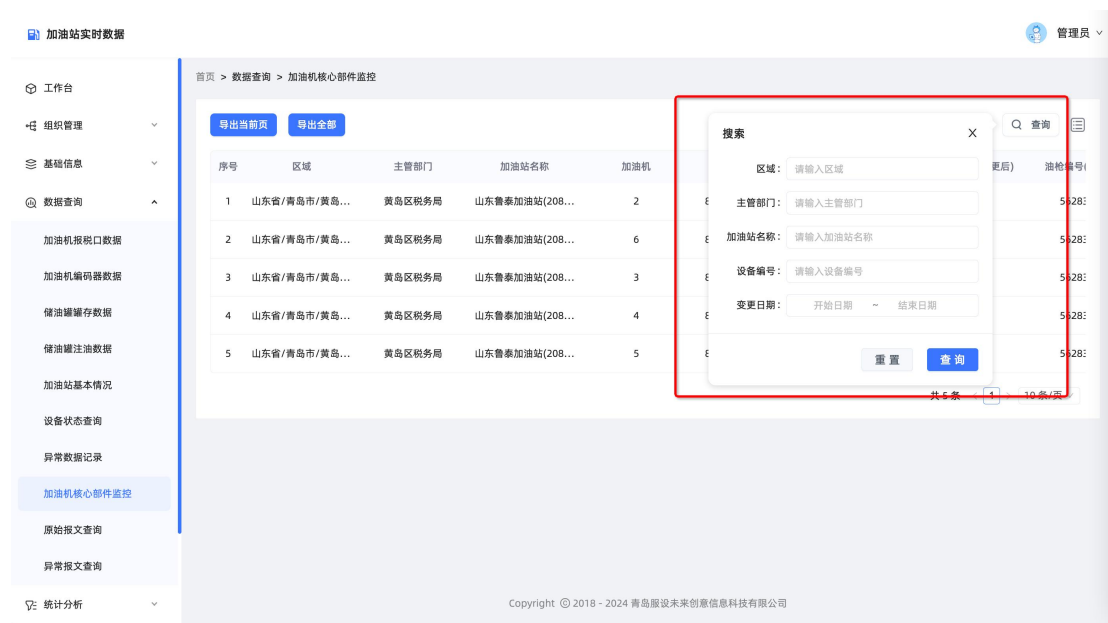 加油站实时数据
管理员
工作台
组织管理
基础信息
数据查询
加油机报税口数据
加油机编码器数据
储油罐罐存数据
储油罐注油数据
加油站基本情况
设备状态查询
异常数据记录
加油机核心部件监控
原始报文查询
异常报文查询
统计分析
首页 > 数据查询 > 加油机核心部件监控
导出当前页 导出全部
查询
序号 区域 主管部门 加油站名称 加油机 更后) 油枪编号(
1 山东省/青岛市/黄岛... 黄岛区税务局 山东鲁泰加油站(208... 2
2 山东省/青岛市/黄岛... 黄岛区税务局 山东鲁泰加油站(208... 6
3 山东省/青岛市/黄岛... 黄岛区税务局 山东鲁泰加油站(208... 3
4 山东省/青岛市/黄岛... 黄岛区税务局 山东鲁泰加油站(208... 4
5 山东省/青岛市/黄岛... 黄岛区税务局 山东鲁泰加油站(208... 5
搜索 X
区域: 请输入区域
主管部门: 请输入主管部门
加油站名称: 请输入加油站名称
设备编号: 请输入设备编号
变更日期: 开始日期 ~ 结束日期
重置 查询
共 5 条 < 1 > 10 条/页
Copyright © 2018 - 2024 青岛服设未来创意信息科技有限公司